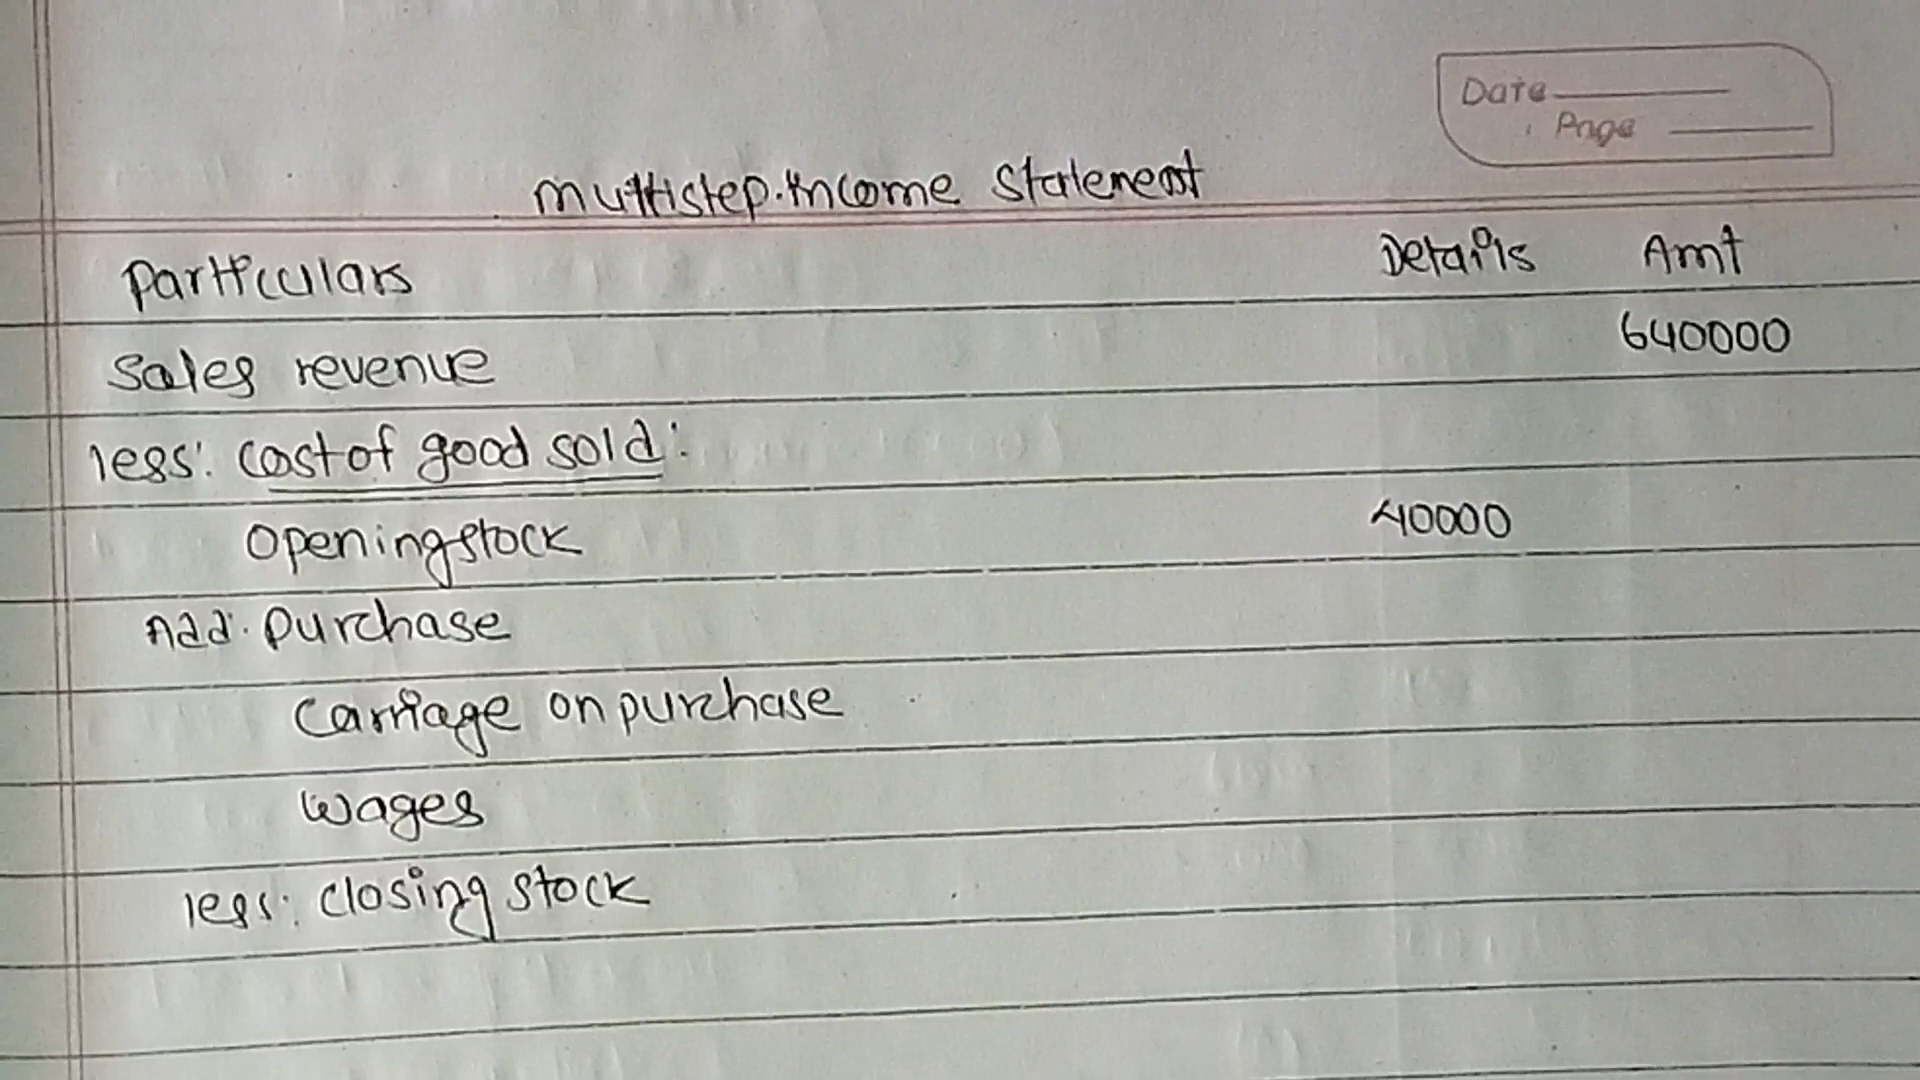 Date
Page
multistep income statement
Particulars Details Amt
Sales revenue 640000
less: cost of good sold:
Opening stock 40000
Add: purchase
Carriage on purchase
Wages
less: closing stock